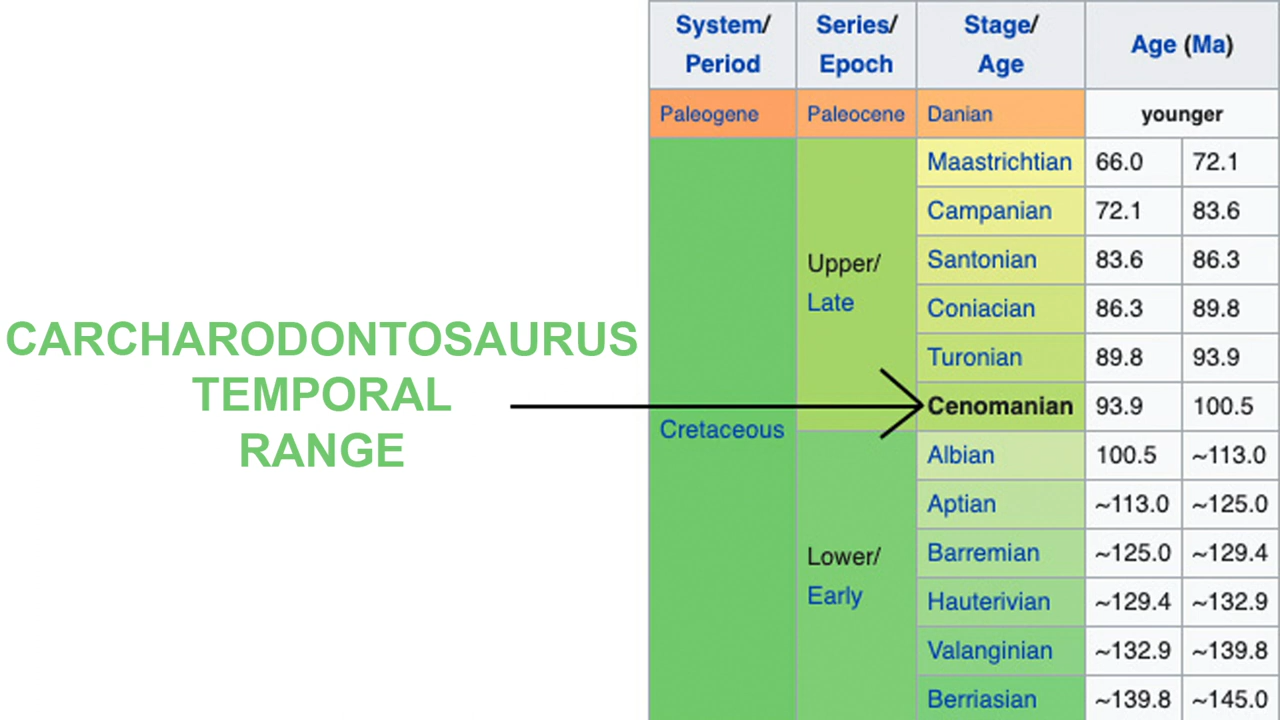 CARCHARODONTOSAURUS
TEMPORAL
RANGE
System/
Period
Series/
Epoch
Stage/
Age
Age (Ma)
Paleogene
Paleocene
Danian
younger
Cretaceous
Upper/
Late
Maastrichtian 66.0 72.1
Campanian 72.1 83.6
Santonian 83.6 86.3
Coniacian 86.3 89.8
Turonian 89.8 93.9
Cenomanian 93.9 100.5
Lower/
Early
Albian 100.5 ~113.0
Aptian ~113.0 ~125.0
Barremian ~125.0 ~129.4
Hauterivian ~129.4 ~132.9
Valanginian ~132.9 ~139.8
Berriasian ~139.8 ~145.0